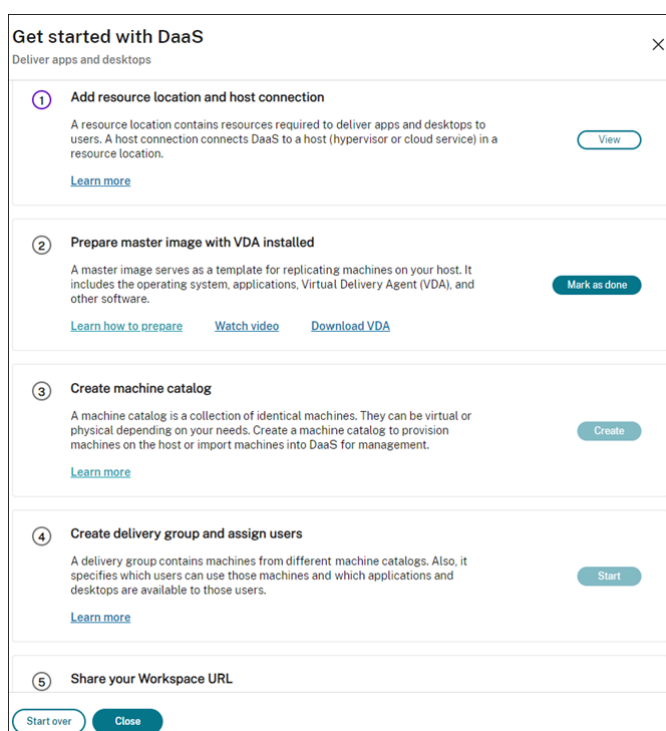 Get started with DaaS
Deliver apps and desktops
1 Add resource location and host connection
A resource location contains resources required to deliver apps and desktops to
users. A host connection connects DaaS to a host (hypervisor or cloud service) in a
resource location.
View
Learn more
2 Prepare master image with VDA installed
A master image serves as a template for replicating machines on your host. It
includes the operating system, applications, Virtual Delivery Agent (VDA), and
other software.
Mark as done
Learn how to prepare Watch video Download VDA
3 Create machine catalog
A machine catalog is a collection of identical machines. They can be virtual or
physical depending on your needs. Create a machine catalog to provision
machines on the host or import machines into DaaS for management.
Create
Learn more
4 Create delivery group and assign users
A delivery group contains machines from different machine catalogs. Also, it
specifies which users can use those machines and which applications and
desktops are available to those users.
Start
Learn more
5 Share your Workspace URL
Start over Close